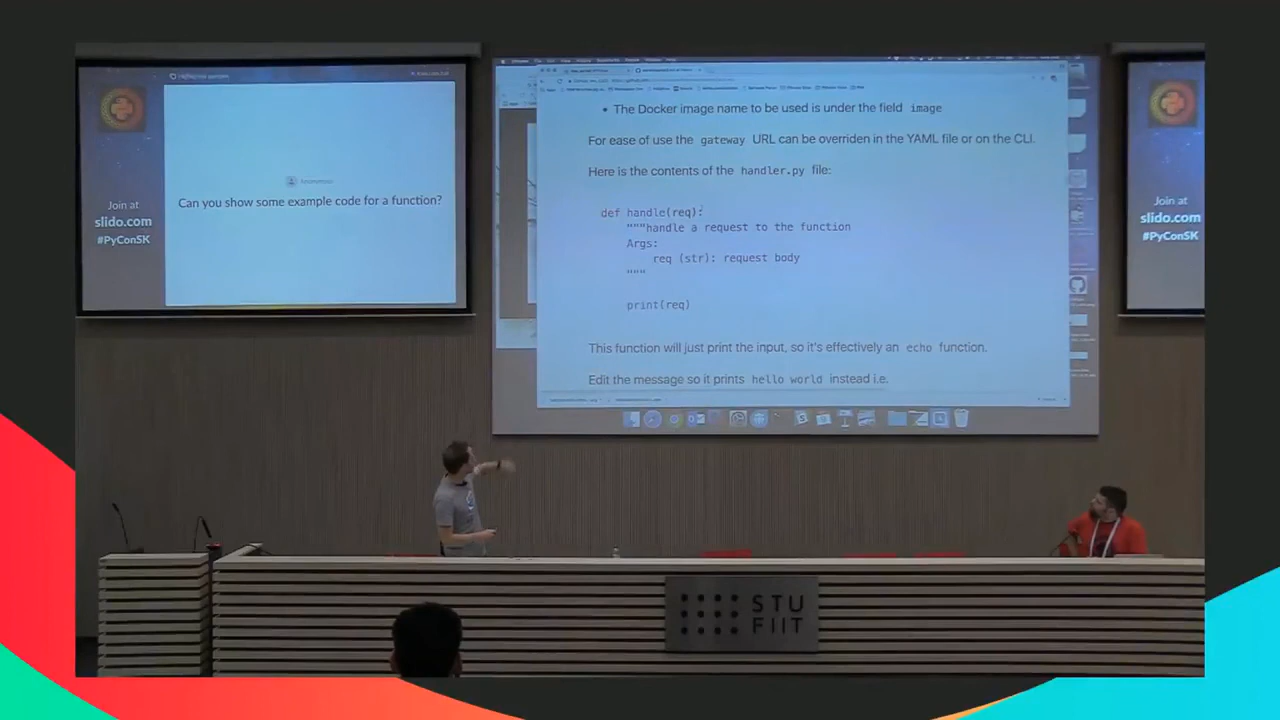 Join at
slido.com
#PyConSK
Can you show some example code for a function?
• The Docker image name to be used is under the field image
For ease of use the gateway URL can be overriden in the YAML file or on the CLI.
Here is the contents of the handler.py file:
def handle(req):
"""handle a request to the function
Args:
req (str): request body
"""
print(req)
This function will just print the input, so it's effectively an echo function.
Edit the message so it prints hello world instead i.e.
Join at
slido.com
#PyConSK
STU
FIIT